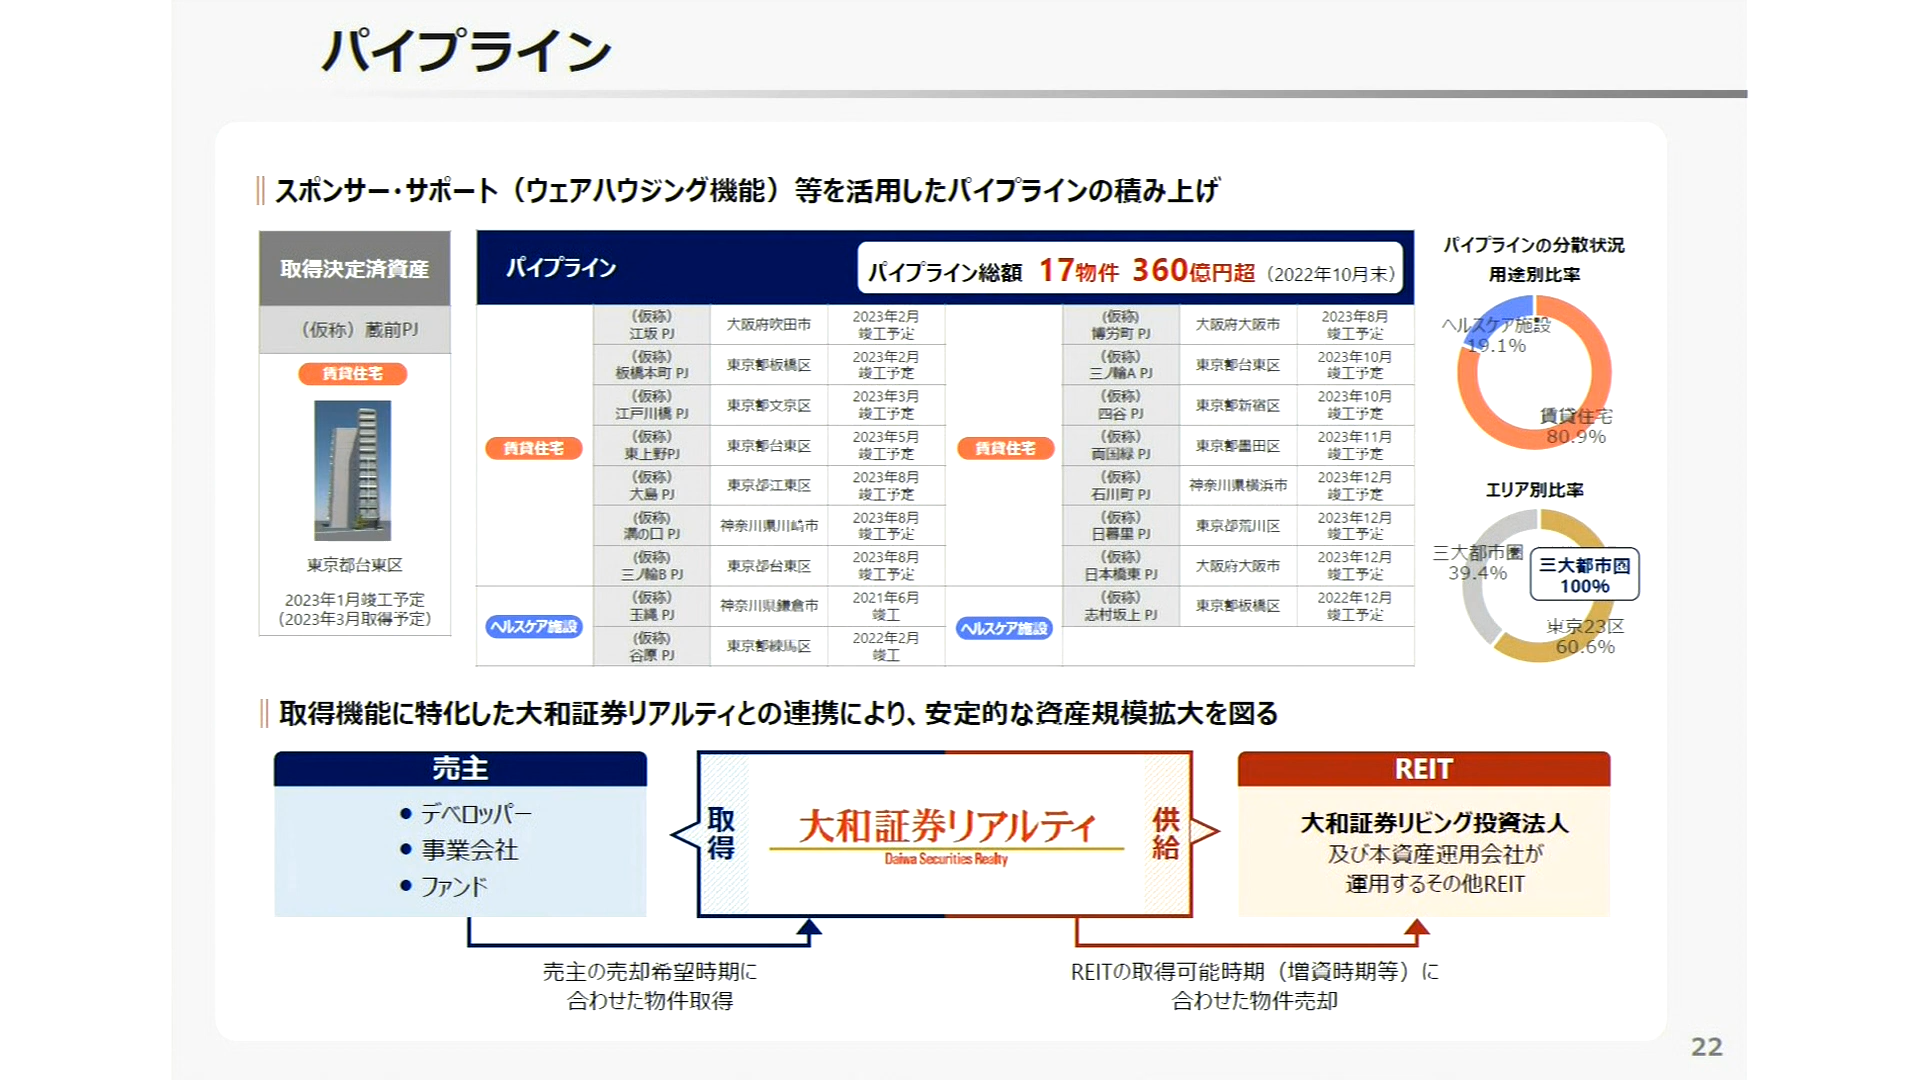 パイプライン
スポンサー・サポート（ウェアハウジング機能）等を活用したパイプラインの積み上げ
取得決定済資産
（仮称）蔵前PJ
賃貸住宅
東京都台東区
2023年1月竣工予定
（2023年3月取得予定）
パイプライン
パイプライン総額 17物件 360億円超（2022年10月末）
賃貸住宅
（仮称）
江坂 PJ
大阪府吹田市
2023年2月
竣工予定
（仮称）
板橋本町 PJ
東京都板橋区
2023年2月
竣工予定
（仮称）
江戸川橋 PJ
東京都文京区
2023年3月
竣工予定
（仮称）
東上野PJ
東京都台東区
2023年5月
竣工予定
（仮称）
大島 PJ
東京都江東区
2023年8月
竣工予定
（仮称）
溝の口 PJ
神奈川県川崎市
2023年8月
竣工予定
（仮称）
三ノ輪B PJ
東京都台東区
2023年8月
竣工予定
ヘルスケア施設
（仮称）
玉縄 PJ
神奈川県鎌倉市
2021年6月
竣工
（仮称）
谷原 PJ
東京都練馬区
2022年2月
竣工
賃貸住宅
（仮称）
博労町 PJ
大阪府大阪市
2023年8月
竣工予定
（仮称）
三ノ輪A PJ
東京都台東区
2023年10月
竣工予定
（仮称）
四谷 PJ
東京都新宿区
2023年10月
竣工予定
（仮称）
両国緑 PJ
東京都墨田区
2023年11月
竣工予定
（仮称）
石川町 PJ
神奈川県横浜市
2023年12月
竣工予定
（仮称）
日暮里 PJ
東京都荒川区
2023年12月
竣工予定
（仮称）
日本橋東 PJ
大阪府大阪市
2023年12月
竣工予定
ヘルスケア施設
（仮称）
志村坂上 PJ
東京都板橋区
2022年12月
竣工予定
パイプラインの分散状況
用途別比率
ヘルスケア施設
19.1%
賃貸住宅
80.9%
エリア別比率
三大都市圏
39.4%
三大都市圏
100%
東京23区
60.6%
取得機能に特化した大和証券リアルティとの連携により、安定的な資産規模拡大を図る
売主
● デベロッパー
● 事業会社
● ファンド
取得
大和証券リアルティ
Daiwa Securities Realty
供給
REIT
大和証券リビング投資法人
及び本資産運用会社が
運用するその他REIT
売主の売却希望時期に
合わせた物件取得
REITの取得可能時期（増資時期等）に
合わせた物件売却
22